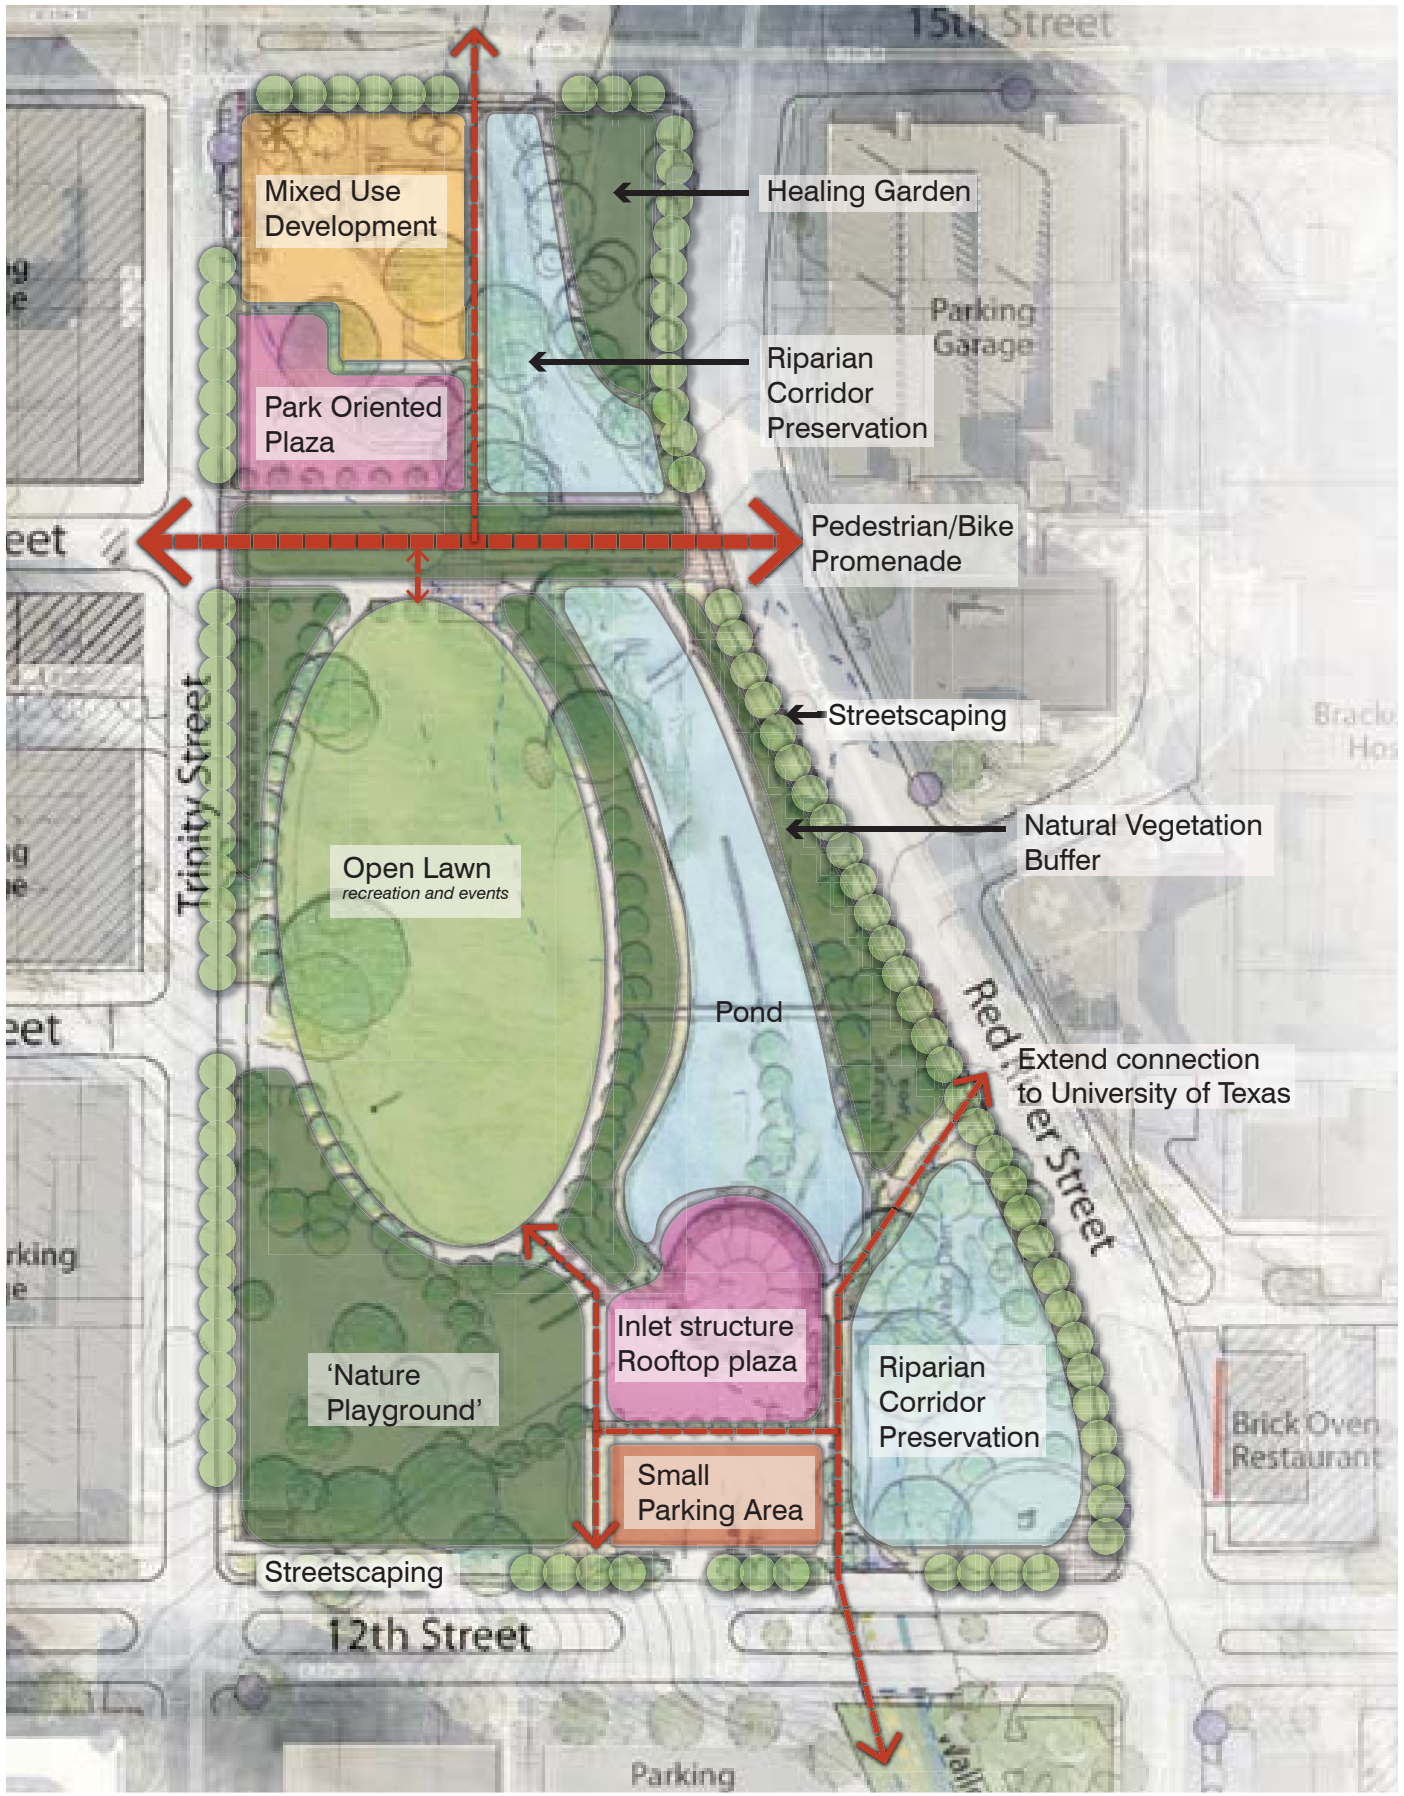 15th Street
Mixed Use
Development
Healing Garden
Parking
Garage
Riparian
Corridor
Preservation
Park Oriented
Plaza
eet
Pedestrian/Bike
Promenade
Trinity Street
Streetscaping
Natural Vegetation
Buffer
Open Lawn
recreation and events
Pond
eet
Red
er Street
Extend connection
to University of Texas
rking
ge
Inlet structure
Rooftop plaza
'Nature
Playground'
Riparian
Corridor
Preservation
Brick Oven
Restaurant
Small
Parking Area
Streetscaping
12th Street
Parking